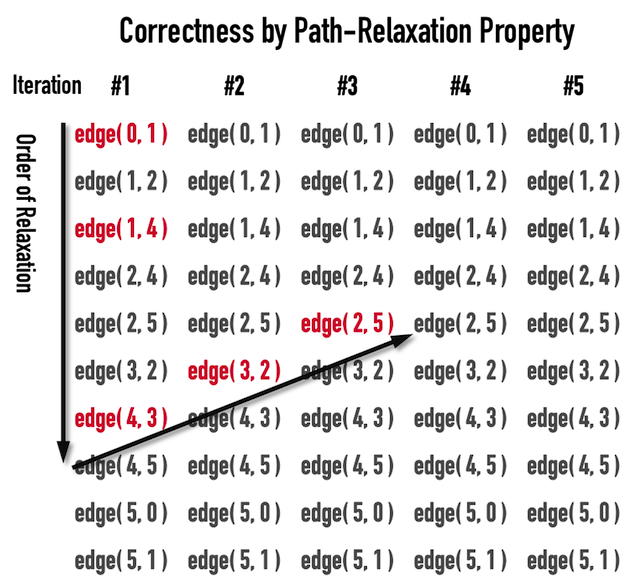 Correctness by Path-Relaxation Property
Iteration #1 #2 #3 #4 #5
Order of Relaxation
edge( 0, 1 ) edge( 0, 1 ) edge( 0, 1 ) edge( 0, 1 ) edge( 0, 1 )
edge( 1, 2 ) edge( 1, 2 ) edge( 1, 2 ) edge( 1, 2 ) edge( 1, 2 )
edge( 1, 4 ) edge( 1, 4 ) edge( 1, 4 ) edge( 1, 4 ) edge( 1, 4 )
edge( 2, 4 ) edge( 2, 4 ) edge( 2, 4 ) edge( 2, 4 ) edge( 2, 4 )
edge( 2, 5 ) edge( 2, 5 ) edge( 2, 5 ) edge( 2, 5 ) edge( 2, 5 )
edge( 3, 2 ) edge( 3, 2 ) edge( 3, 2 ) edge( 3, 2 ) edge( 3, 2 )
edge( 4, 3 ) edge( 4, 3 ) edge( 4, 3 ) edge( 4, 3 ) edge( 4, 3 )
edge( 4, 5 ) edge( 4, 5 ) edge( 4, 5 ) edge( 4, 5 ) edge( 4, 5 )
edge( 5, 0 ) edge( 5, 0 ) edge( 5, 0 ) edge( 5, 0 ) edge( 5, 0 )
edge( 5, 1 ) edge( 5, 1 ) edge( 5, 1 ) edge( 5, 1 ) edge( 5, 1 )